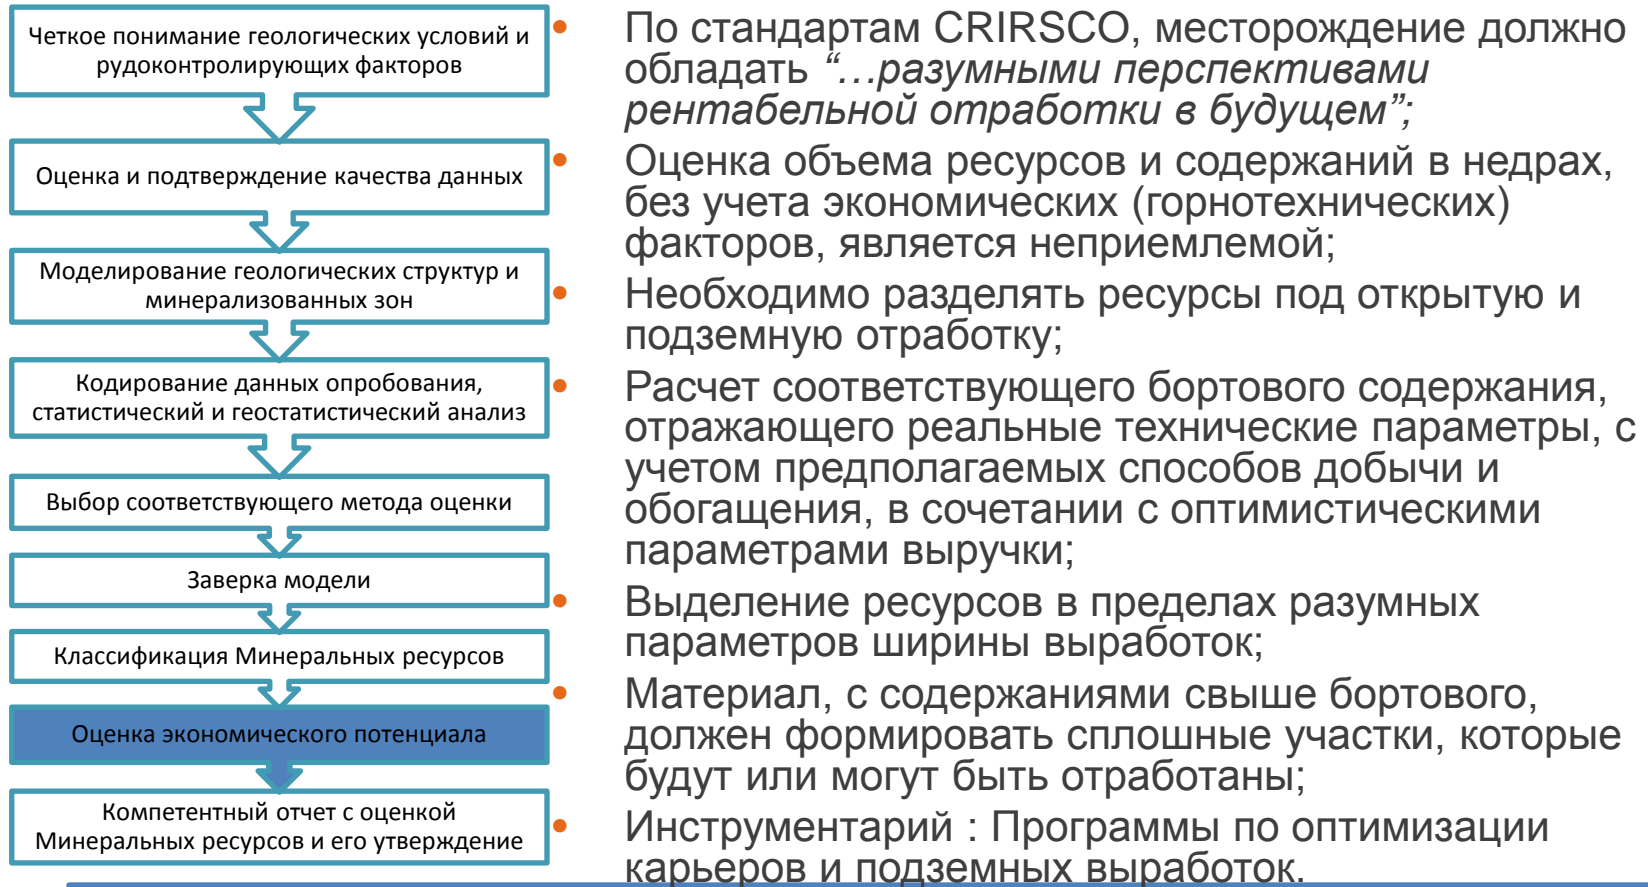 Четкое понимание геологических условий и
рудоконтролирующих факторов
Оценка и подтверждение качества данных
Моделирование геологических структур и
минерализованных зон
Кодирование данных опробования,
статистический и геостатистический анализ
Выбор соответствующего метода оценки
Заверка модели
Классификация Минеральных ресурсов
Оценка экономического потенциала
Компетентный отчет с оценкой
Минеральных ресурсов и его утверждение
• По стандартам CRIRSCO, месторождение должно
обладать “…разумными перспективами
рентабельной отработки в будущем”;
• Оценка объема ресурсов и содержаний в недрах,
без учета экономических (горнотехнических)
факторов, является неприемлемой;
• Необходимо разделять ресурсы под открытую и
подземную отработку;
• Расчет соответствующего бортового содержания,
отражающего реальные технические параметры, с
учетом предполагаемых способов добычи и
обогащения, в сочетании с оптимистическими
параметрами выручки;
• Выделение ресурсов в пределах разумных
параметров ширины выработок;
• Материал, с содержаниями свыше бортового,
должен формировать сплошные участки, которые
будут или могут быть отработаны;
• Инструментарий : Программы по оптимизации
карьеров и подземных выработок.